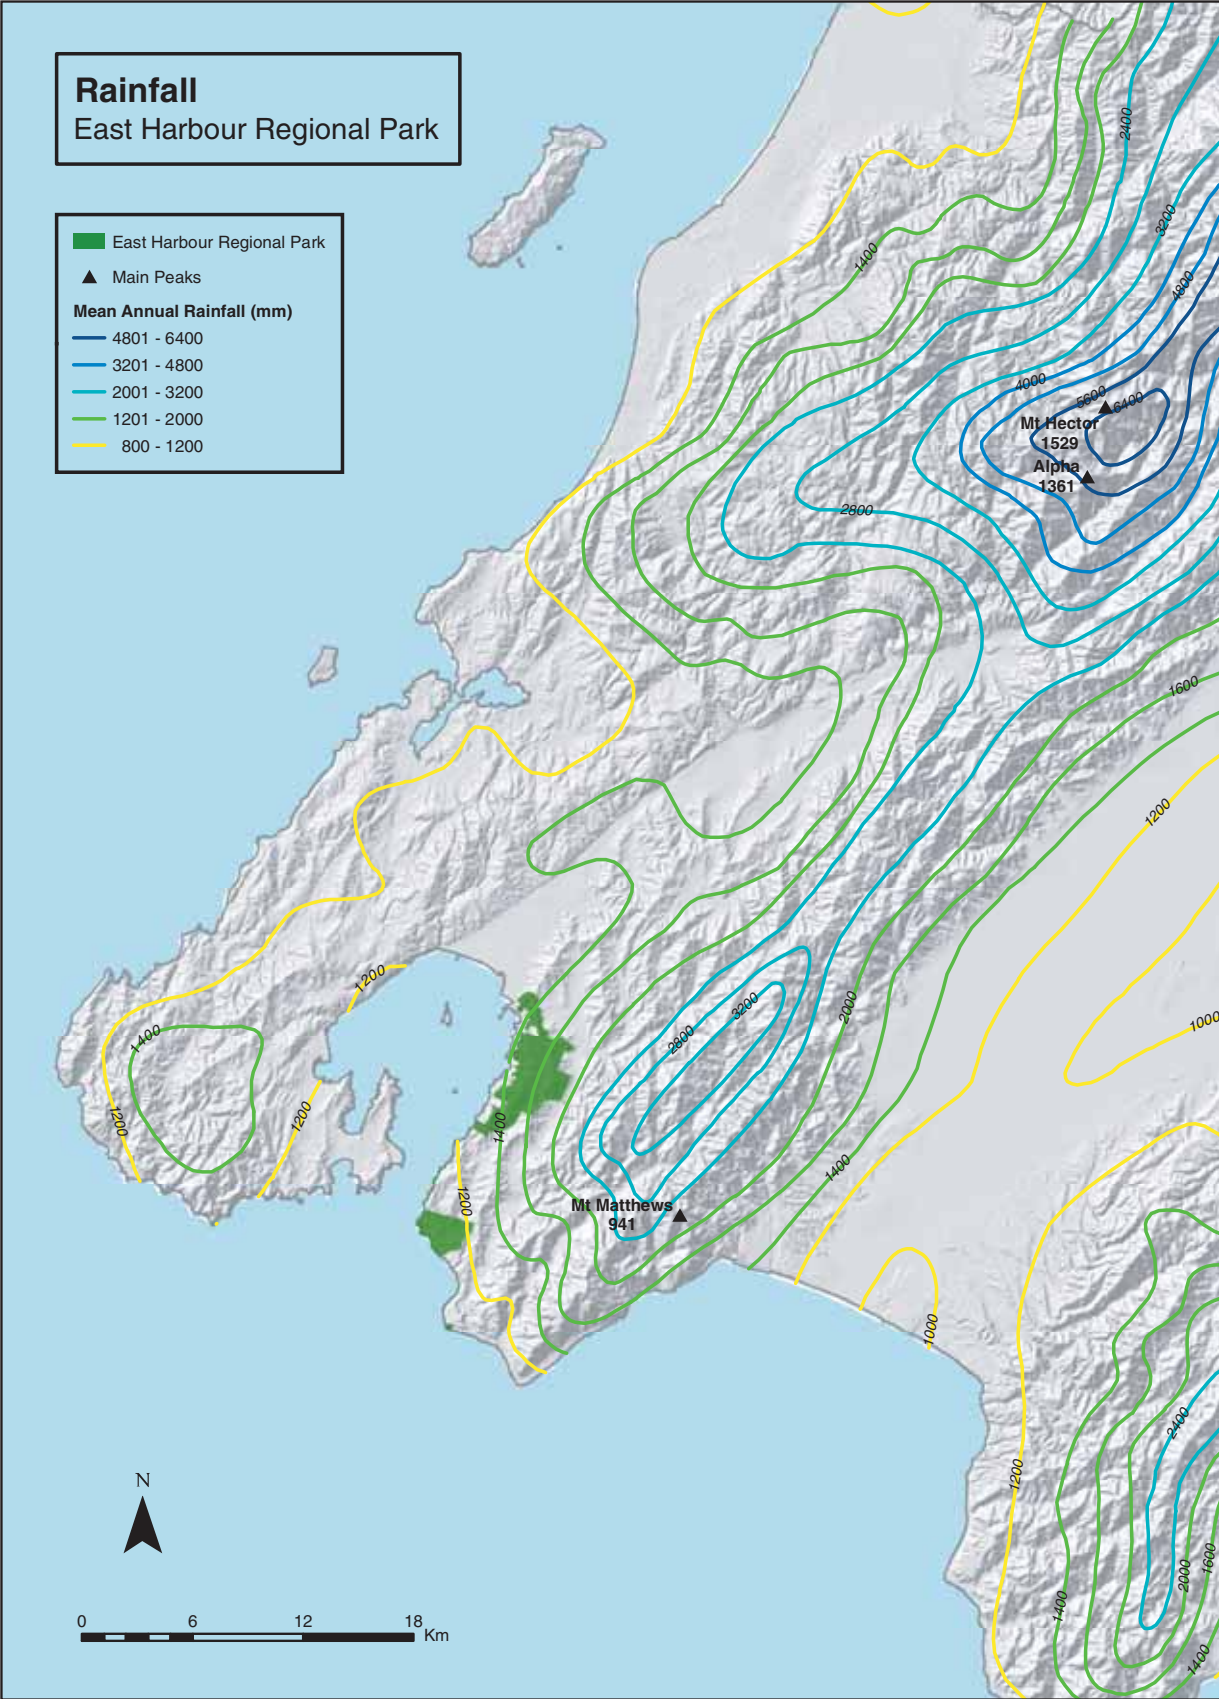 Rainfall
East Harbour Regional Park
East Harbour Regional Park
Main Peaks
Mean Annual Rainfall (mm)
4801 - 6400
3201 - 4800
2001 - 3200
1201 - 2000
800 - 1200
2400
3200
1400
4800
4000
5600
6400
Mt Hector
1529
Alpha
1361
2800
1600
1200
1200
1000
2000
3200
2800
1400
1200
1200
1400
1400
1200
Mt Matthews
941
1000
2400
1200
N
2000
1600
1400
1400
0 6 12 18
Km